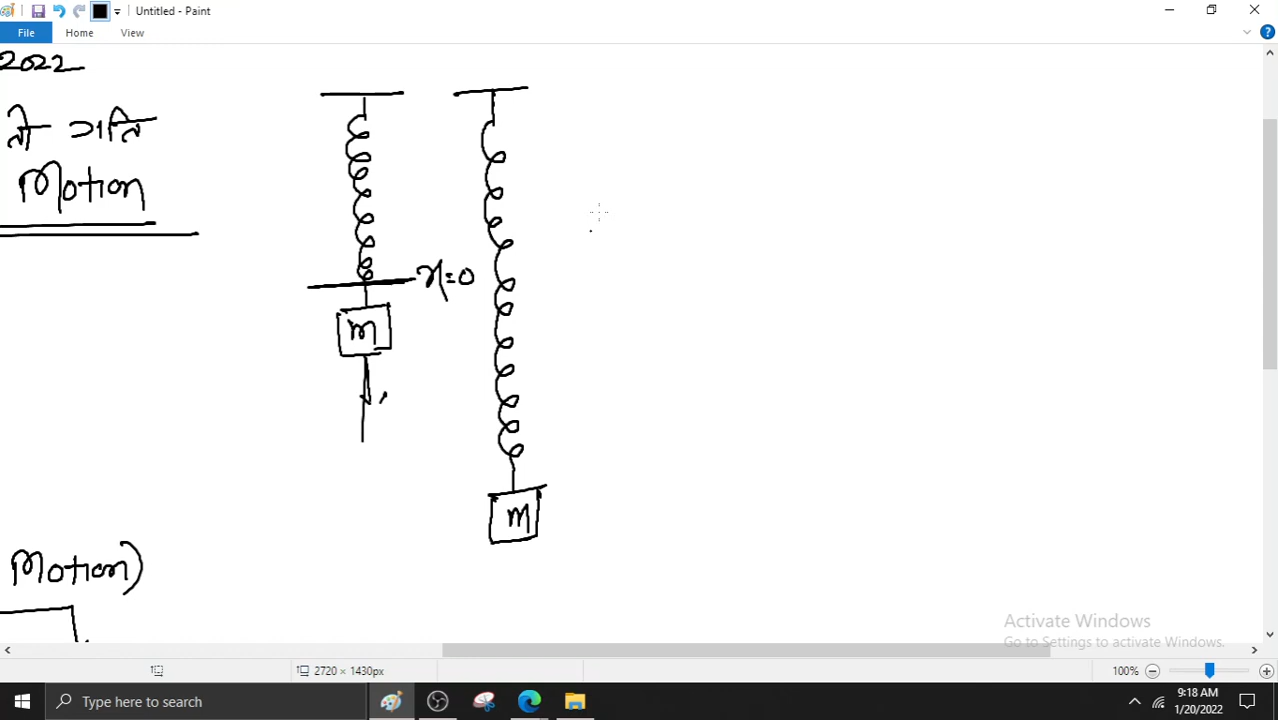 Untitled - Paint
File Home View
2022
ती गति
Motion
x=0
m
m
Motion)
Activate Windows
Go to Settings to activate Windows.
2720 × 1430px
100%
Type here to search
9:18 AM
1/20/2022